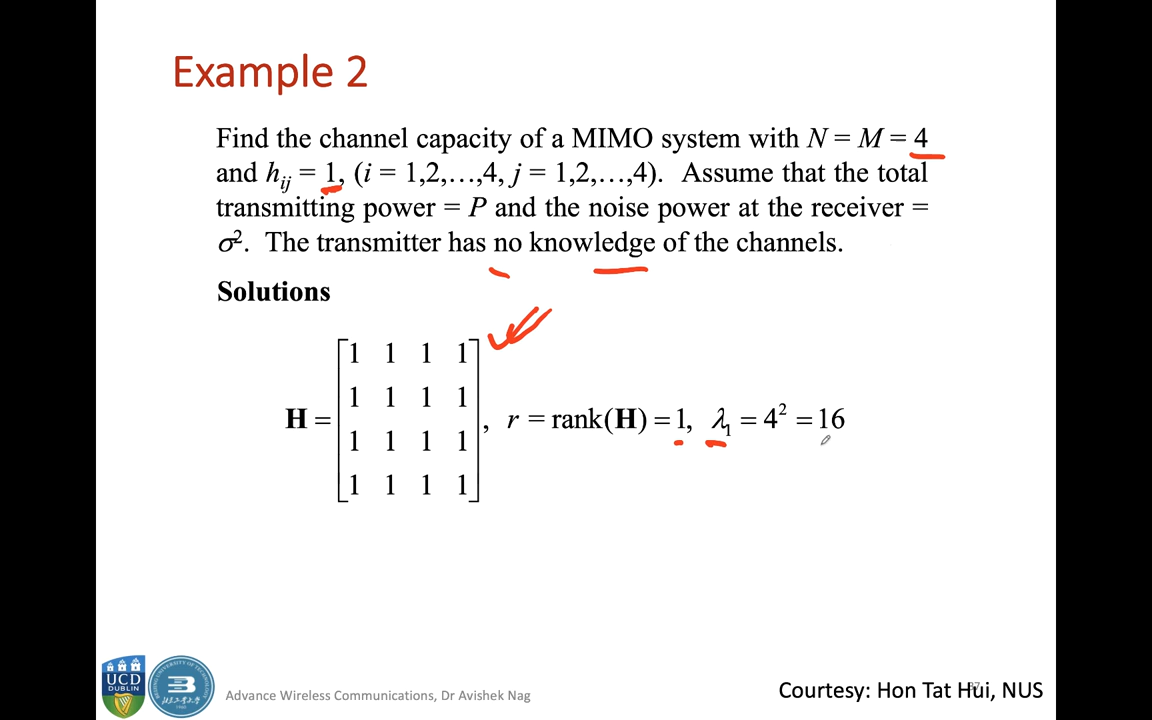 Example 2
Find the channel capacity of a MIMO system with N = M = 4
and hij = 1, (i = 1,2,…,4, j = 1,2,…,4). Assume that the total
transmitting power = P and the noise power at the receiver =
σ². The transmitter has no knowledge of the channels.
Solutions
H = [1 1 1 1
1 1 1 1
1 1 1 1
1 1 1 1], r = rank(H) = 1, λ₁ = 4² = 16
UCD
DUBLIN
Advance Wireless Communications, Dr Avishek Nag
Courtesy: Hon Tat Hui, NUS